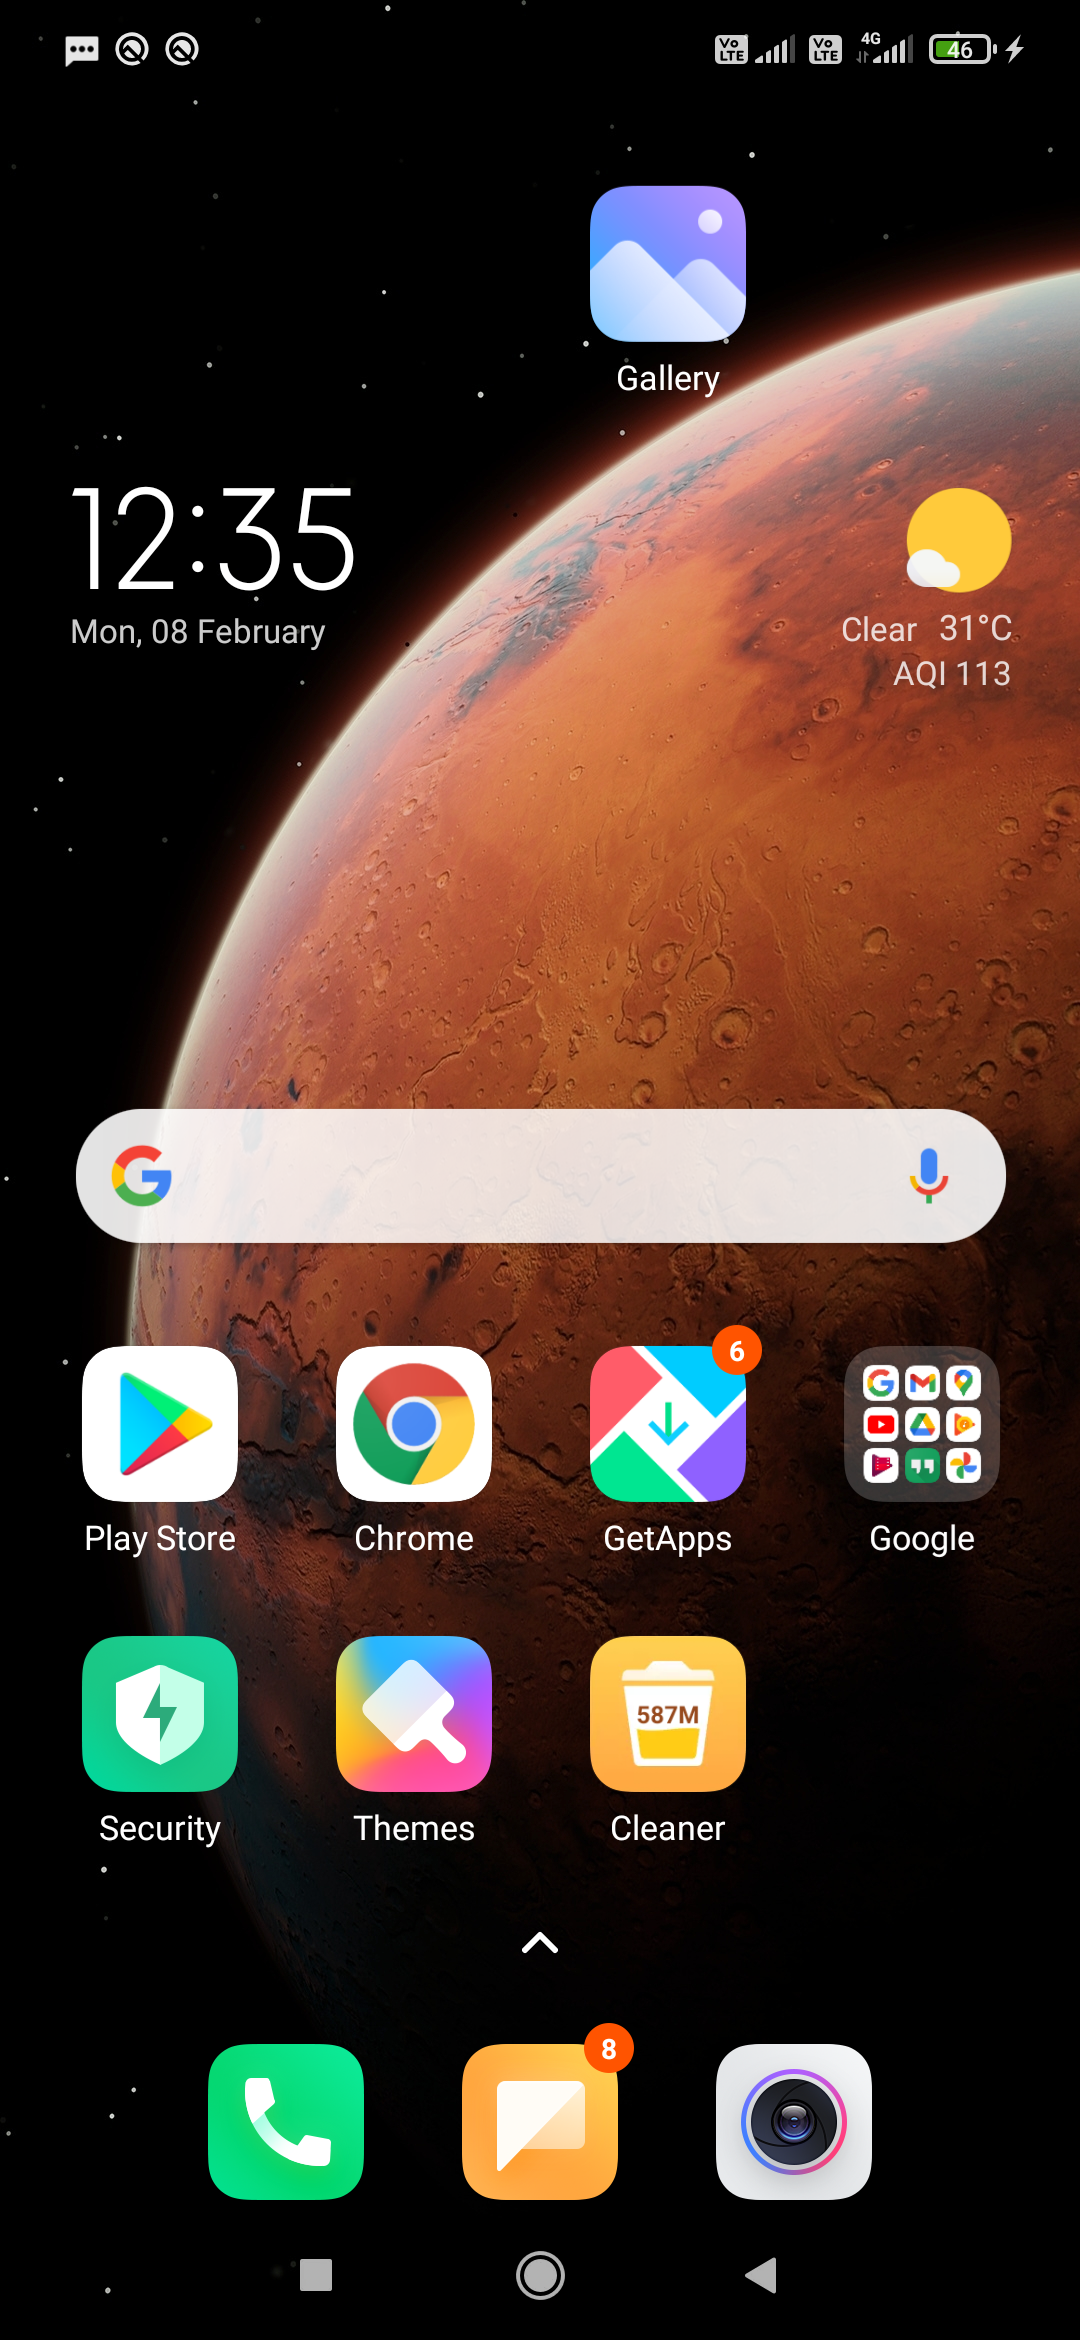 Vo LTE Vo LTE 4G 46
Gallery
12:35
Mon, 08 February
Clear 31°C
AQI 113
6
Play Store Chrome GetApps Google
587M
Security Themes Cleaner
8